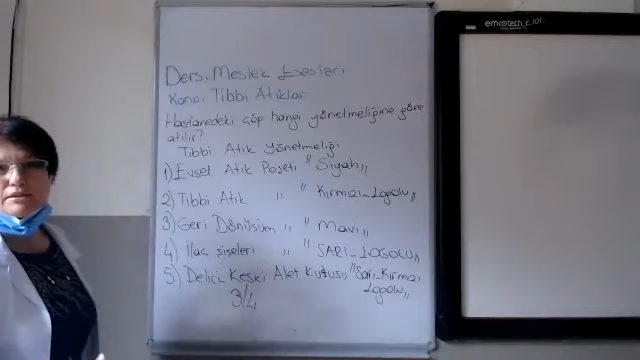 Ders: Meslek Esasları
Konu: Tıbbi Atıklar
Hastanedeki çöp hangi yönetmeliğine göre
atılır?
Tıbbi Atık Yönetmeliği
1) Evsel Atık Poşeti "Siyah"
2) Tıbbi Atık " " Kırmızı-Logolu"
3) Geri Dönüşüm " " Mavi"
4) İlaç şişeleri " " SARI-LOGOLU"
5) Delici Kesici Alet Kutusu "Sarı-Kırmızı
Logolu"
3/4
emkotech